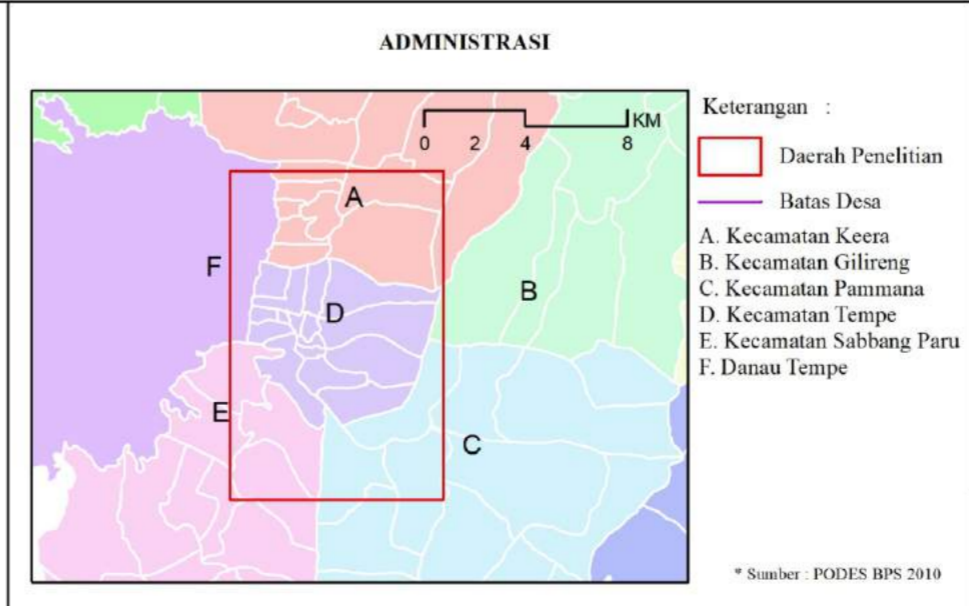 ADMINISTRASI
KM
0 2 4 8
A
B
C
D
E
F
Keterangan :
Daerah Penelitian
Batas Desa
A. Kecamatan Keera
B. Kecamatan Gilireng
C. Kecamatan Pammana
D. Kecamatan Tempe
E. Kecamatan Sabbang Paru
F. Danau Tempe
* Sumber : PODES BPS 2010